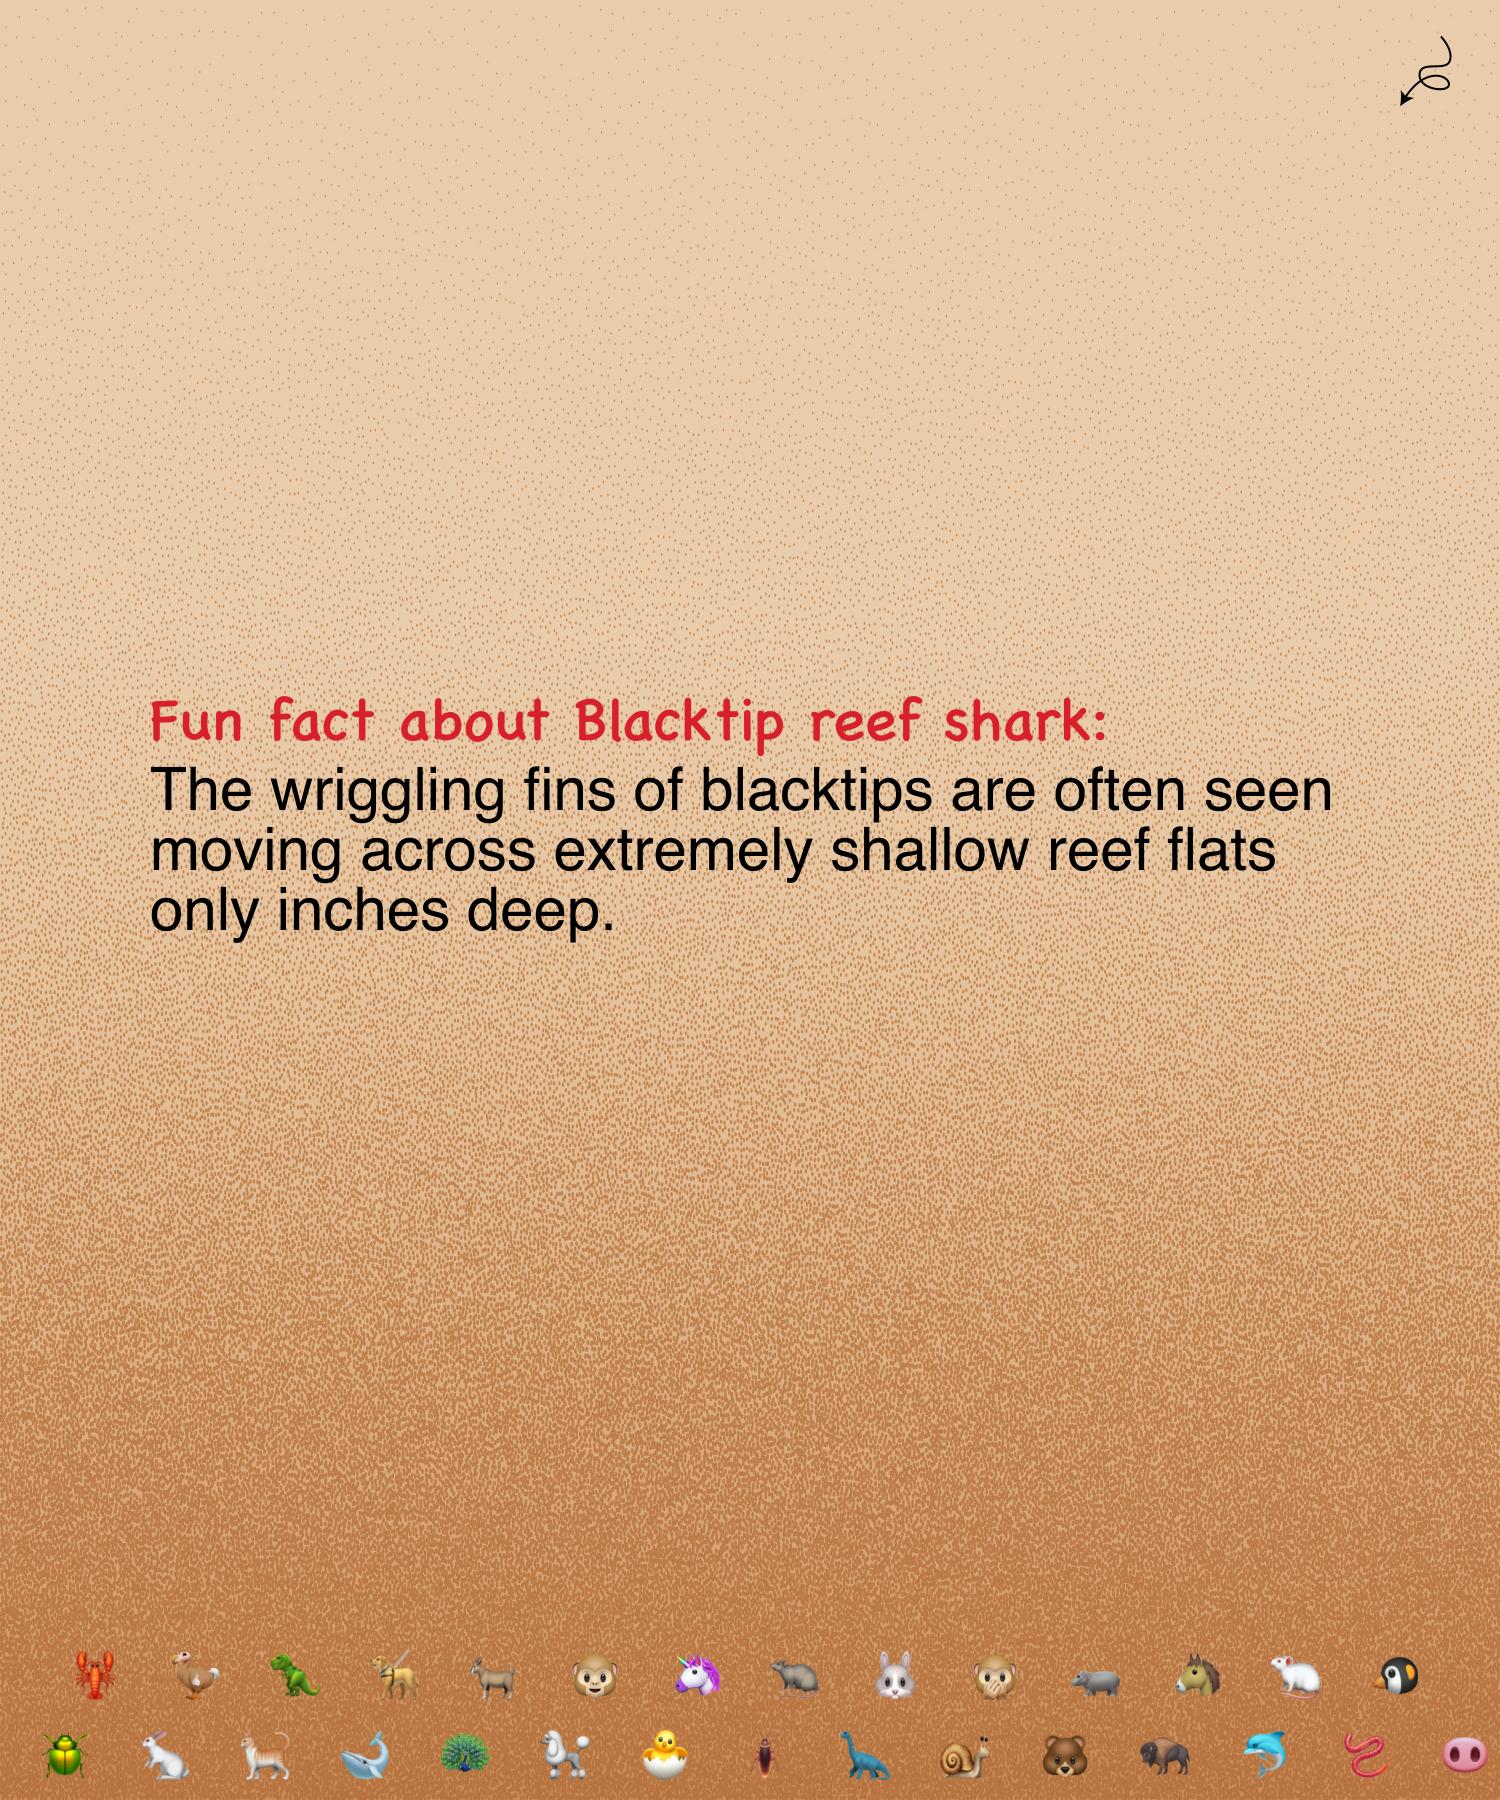 Fun fact about Blacktip reef shark:
The wriggling fins of blacktips are often seen
moving across extremely shallow reef flats
only inches deep.